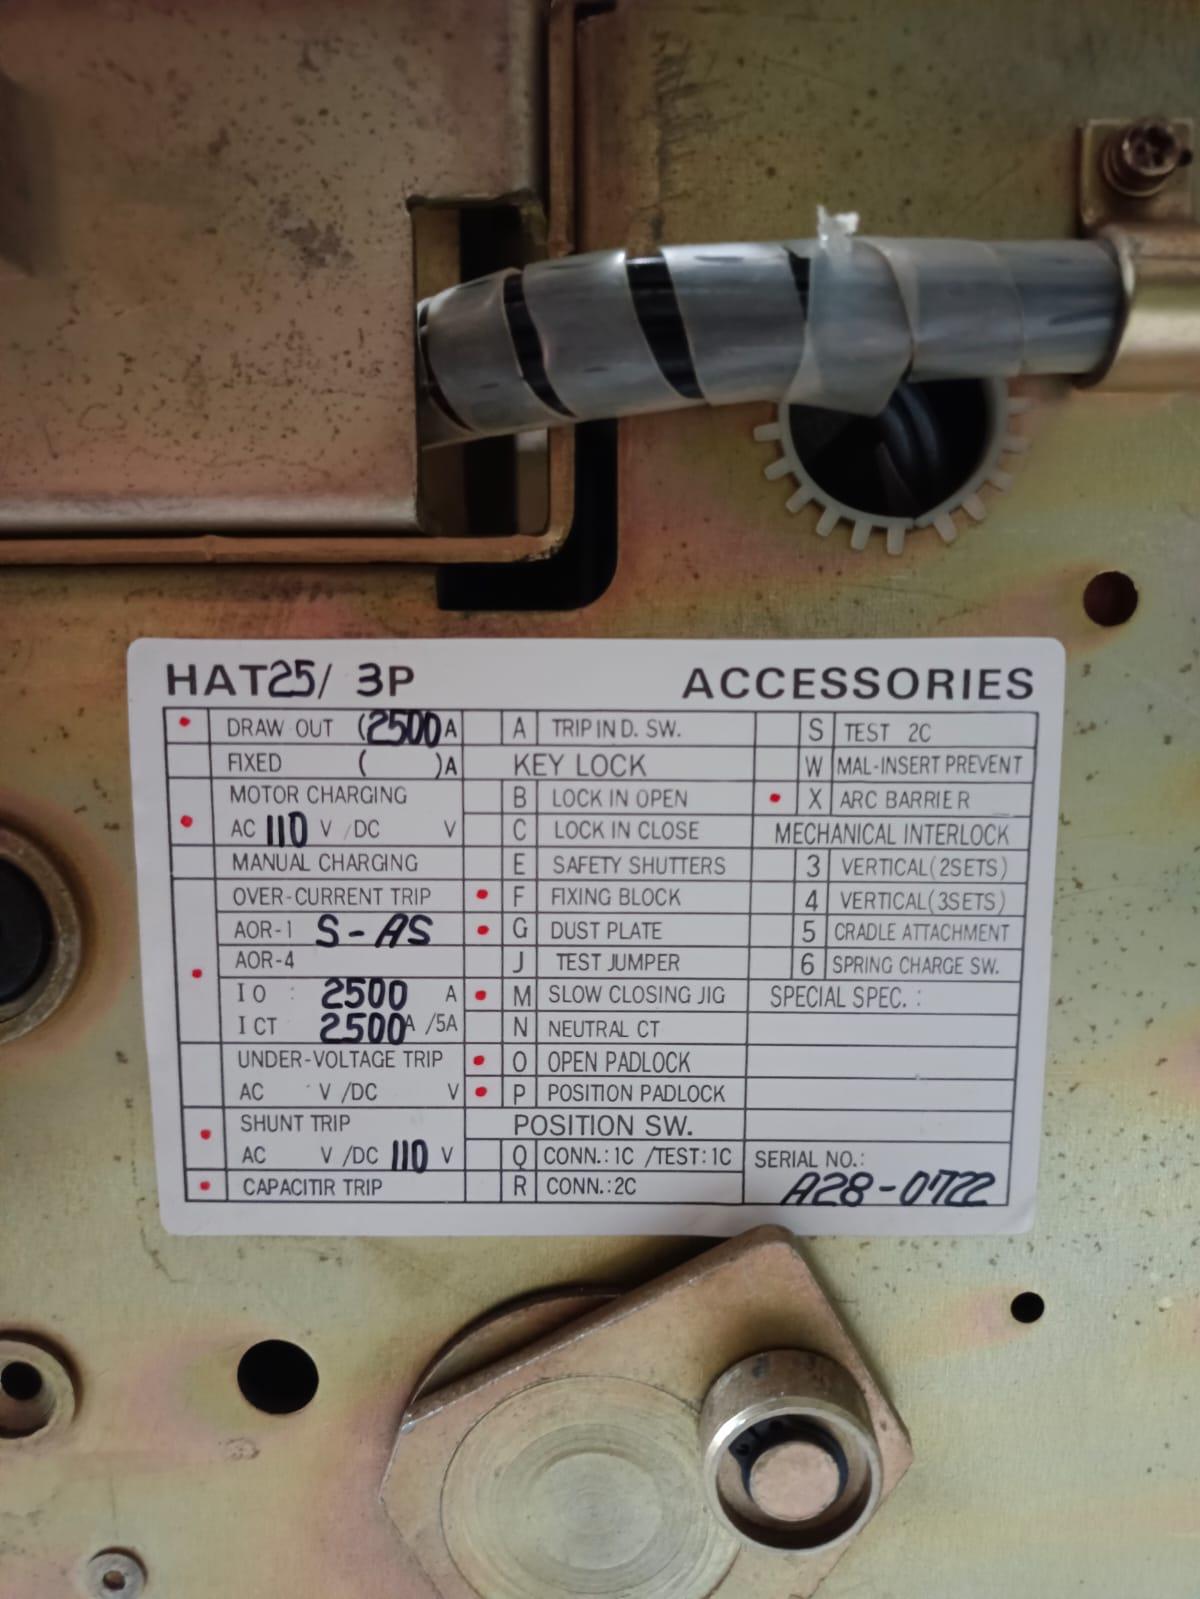 HAT25/ 3P ACCESSORIES
DRAW OUT (2500A A TRIP IN D. SW. S TEST 2C
FIXED ( )A KEY LOCK W MAL-INSERT PREVENT
MOTOR CHARGING B LOCK IN OPEN X ARC BARRIER
AC 110 V /DC V C LOCK IN CLOSE MECHANICAL INTERLOCK
MANUAL CHARGING E SAFETY SHUTTERS 3 VERTICAL(2SETS)
OVER-CURRENT TRIP F FIXING BLOCK 4 VERTICAL(3SETS)
AOR-1 S-AS G DUST PLATE 5 CRADLE ATTACHMENT
AOR-4 J TEST JUMPER 6 SPRING CHARGE SW.
IO : 2500 A M SLOW CLOSING JIG SPECIAL SPEC. :
I CT 2500A /5A N NEUTRAL CT
UNDER-VOLTAGE TRIP O OPEN PADLOCK
AC V /DC V P POSITION PADLOCK
SHUNT TRIP POSITION SW.
AC V /DC 110 V Q CONN.:1C /TEST:1C SERIAL NO.:
CAPACITIR TRIP R CONN.:2C A28-0722